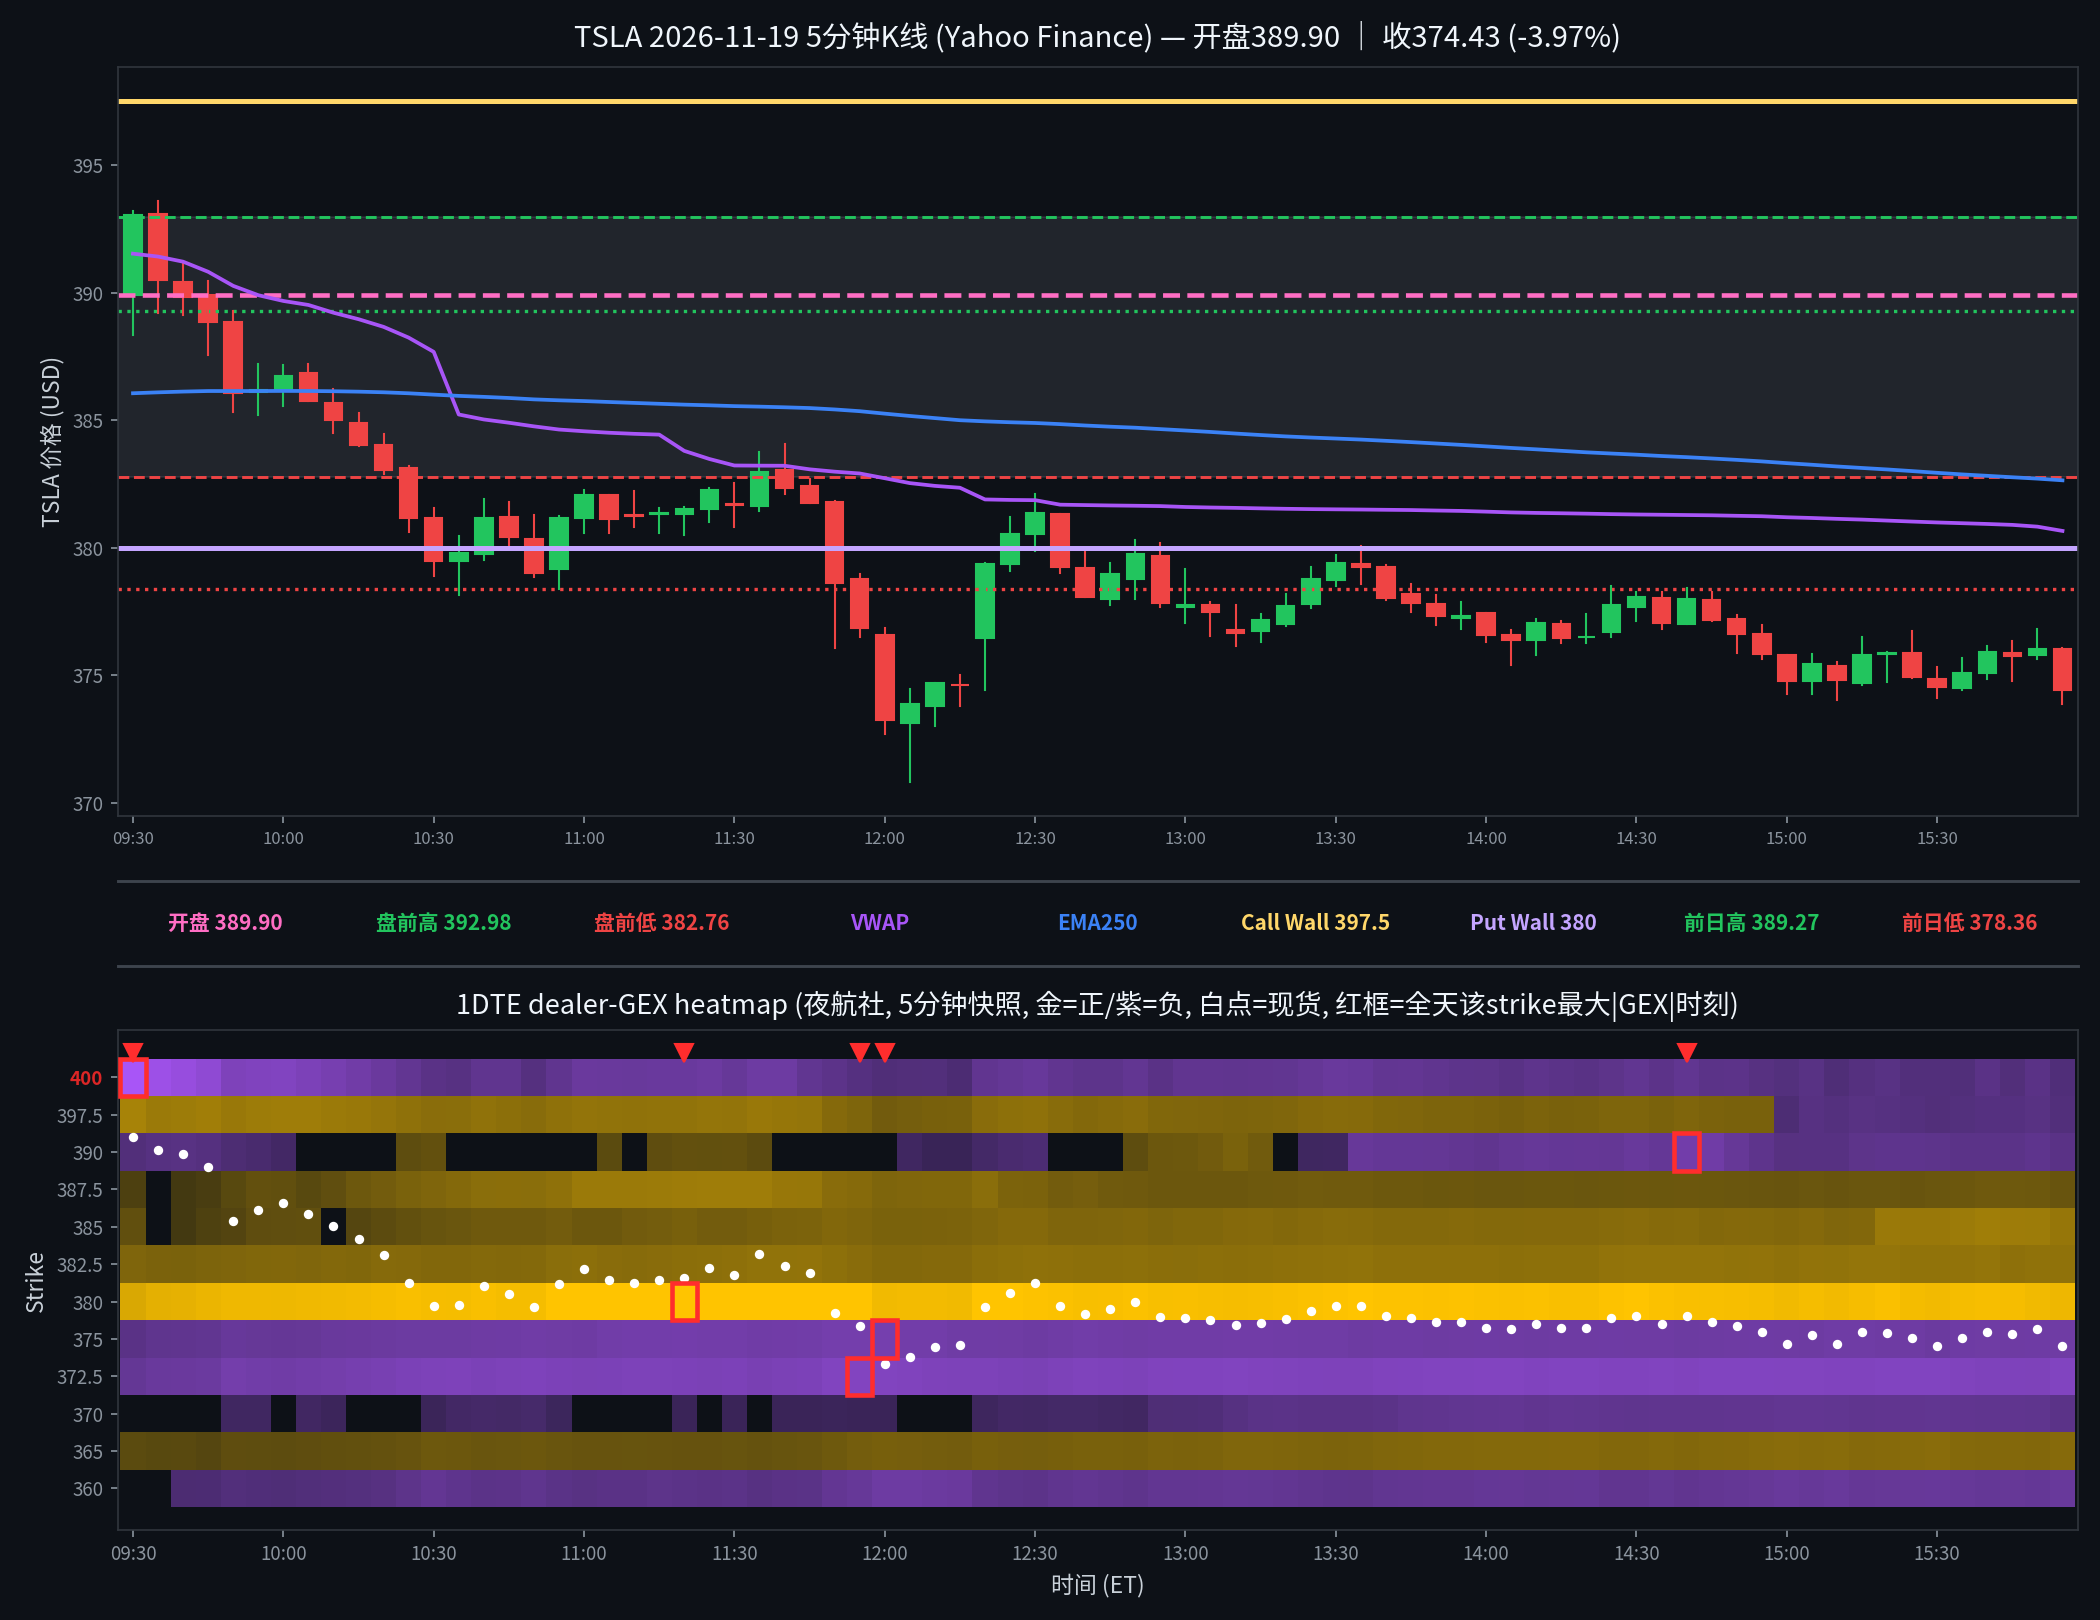 TSLA 2026-11-19 5分钟K线 (Yahoo Finance) — 开盘389.90 ｜ 收374.43 (-3.97%)
TSLA 价格 (USD)
395
390
385
380
375
370
09:30 10:00 10:30 11:00 11:30 12:00 12:30 13:00 13:30 14:00 14:30 15:00 15:30
开盘 389.90 盘前高 392.98 盘前低 382.76 VWAP EMA250 Call Wall 397.5 Put Wall 380 前日高 389.27 前日低 378.36
1DTE dealer-GEX heatmap (夜航社, 5分钟快照, 金=正/紫=负, 白点=现货, 红框=全天该strike最大|GEX|时刻)
Strike
400
397.5
390
387.5
385
382.5
380
375
372.5
370
365
360
09:30 10:00 10:30 11:00 11:30 12:00 12:30 13:00 13:30 14:00 14:30 15:00 15:30
时间 (ET)